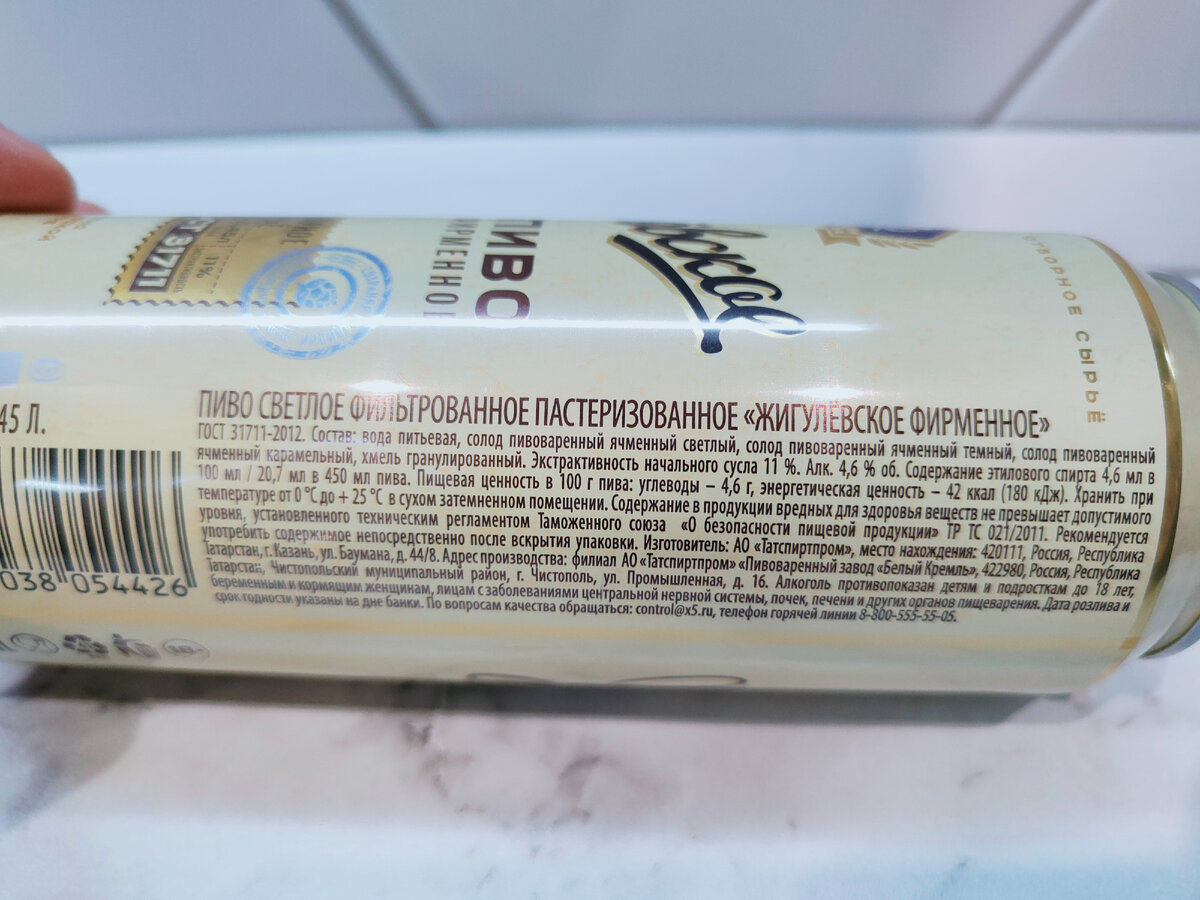 СТ 31711
11%
ПИВО
ФИРМЕННОЕ
вское
ОТБОРНОЕ СЫРЬЁ
45 Л.
038 054426
ПИВО СВЕТЛОЕ ФИЛЬТРОВАННОЕ ПАСТЕРИЗОВАННОЕ «ЖИГУЛЁВСКОЕ ФИРМЕННОЕ»
ГОСТ 31711-2012. Состав: вода питьевая, солод пивоваренный ячменный светлый, солод пивоваренный ячменный темный, солод пивоваренный
ячменный карамельный, хмель гранулированный. Экстрактивность начального сусла 11 %. Алк. 4,6 % об. Содержание этилового спирта 4,6 мл в
100 мл / 20,7 мл в 450 мл пива. Пищевая ценность в 100 г пива: углеводы – 4,6 г, энергетическая ценность – 42 ккал (180 кДж). Хранить при
температуре от 0 °С до + 25 °С в сухом затемненном помещении. Содержание в продукции вредных для здоровья веществ не превышает допустимого
уровня, установленного техническим регламентом Таможенного союза «О безопасности пищевой продукции» ТР ТС 021/2011. Рекомендуется
употребить содержимое непосредственно после вскрытия упаковки. Изготовитель: АО «Татспиртпром», место нахождения: 420111, Россия, Республика
Татарстан, г. Казань, ул. Баумана, д. 44/8. Адрес производства: филиал АО «Татспиртпром» «Пивоваренный завод «Белый Кремль», 422980, Россия, Республика
Татарстан, Чистопольский муниципальный район, г. Чистополь, ул. Промышленная, д. 16. Алкоголь противопоказан детям и подросткам до 18 лет,
беременным и кормящим женщинам, лицам с заболеваниями центральной нервной системы, почек, печени и других органов пищеварения. Дата розлива и
срок годности указаны на дне банки. По вопросам качества обращаться: control@x5.ru, телефон горячей линии 8-800-555-55-05.